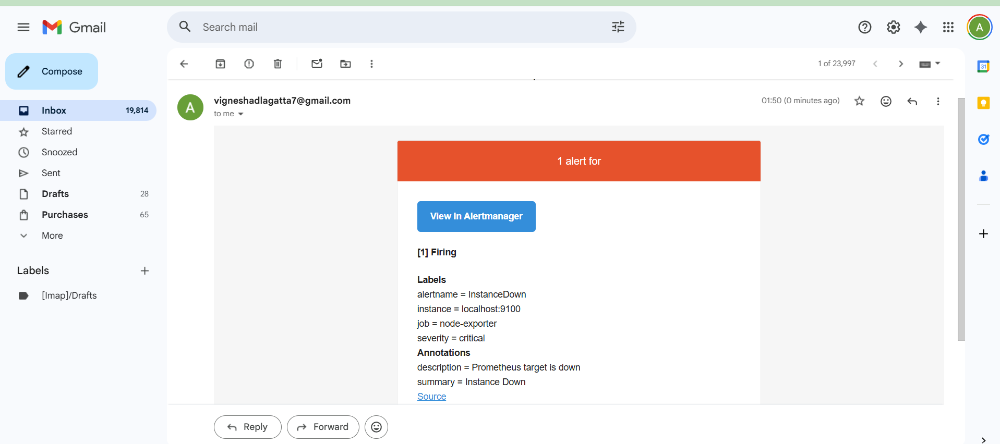 Gmail
Search mail
A
Compose
1 of 23,997
Inbox 19,814
Starred
Snoozed
Sent
Drafts 28
Purchases 65
More
Labels
[Imap]/Drafts
A
vigneshadlagatta7@gmail.com
01:50 (0 minutes ago)
to me
1 alert for
View In Alertmanager
[1] Firing
Labels
alertname = InstanceDown
instance = localhost:9100
job = node-exporter
severity = critical
Annotations
description = Prometheus target is down
summary = Instance Down
Source
Reply
Forward
31